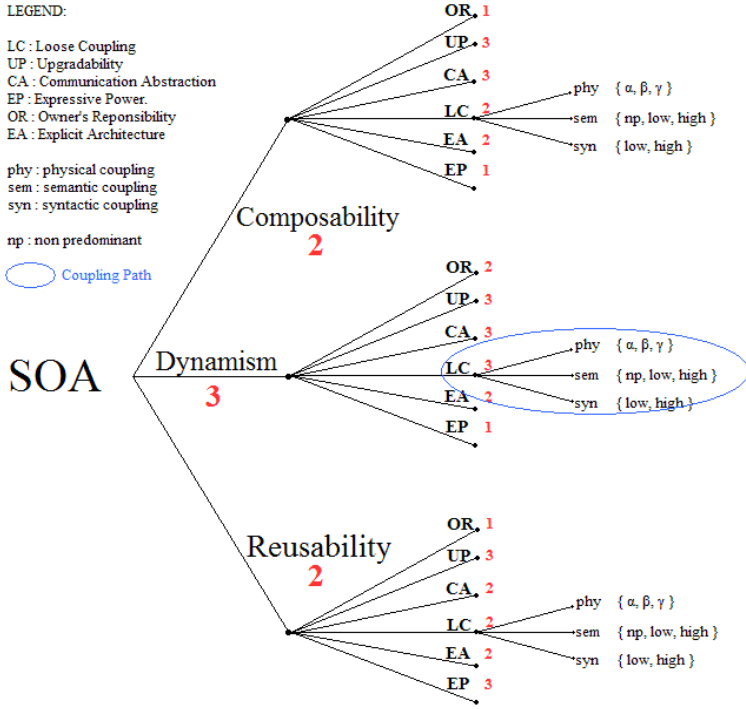 LEGEND:
LC : Loose Coupling
UP : Upgradability
CA : Communication Abstraction
EP : Expressive Power.
OR : Owner's Reponsibility
EA : Explicit Architecture
phy : physical coupling
sem : semantic coupling
syn : syntactic coupling
np : non predominant
Coupling Path
OR 1
UP 3
CA 3
LC 2
EA 2
EP 1
phy { α, β, γ }
sem { np, low, high }
syn { low, high }
Composability
2
SOA
Dynamism
3
OR 2
UP 3
CA 3
LC 3
EA 2
EP 1
phy { α, β, γ }
sem { np, low, high }
syn { low, high }
Reusability
2
OR 1
UP 3
CA 2
LC 2
EA 2
EP 3
phy { α, β, γ }
sem { np, low, high }
syn { low, high }